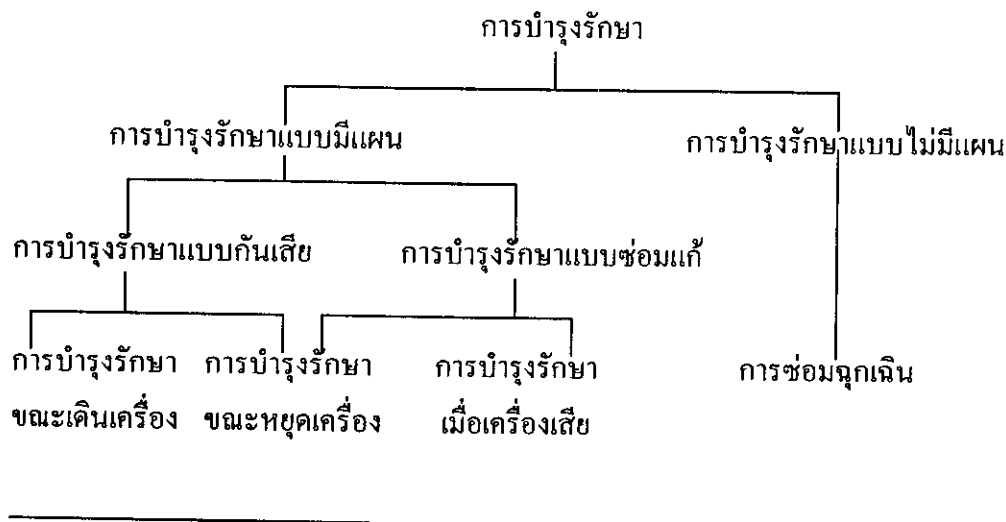 การบำรุงรักษา
การบำรุงรักษาแบบมีแผน การบำรุงรักษาแบบไม่มีแผน
การบำรุงรักษาแบบกันเสีย การบำรุงรักษาแบบซ่อมแก้
การบำรุงรักษา การบำรุงรักษา การบำรุงรักษา การซ่อมฉุกเฉิน
ขณะเดินเครื่อง ขณะหยุดเครื่อง เมื่อเครื่องเสีย